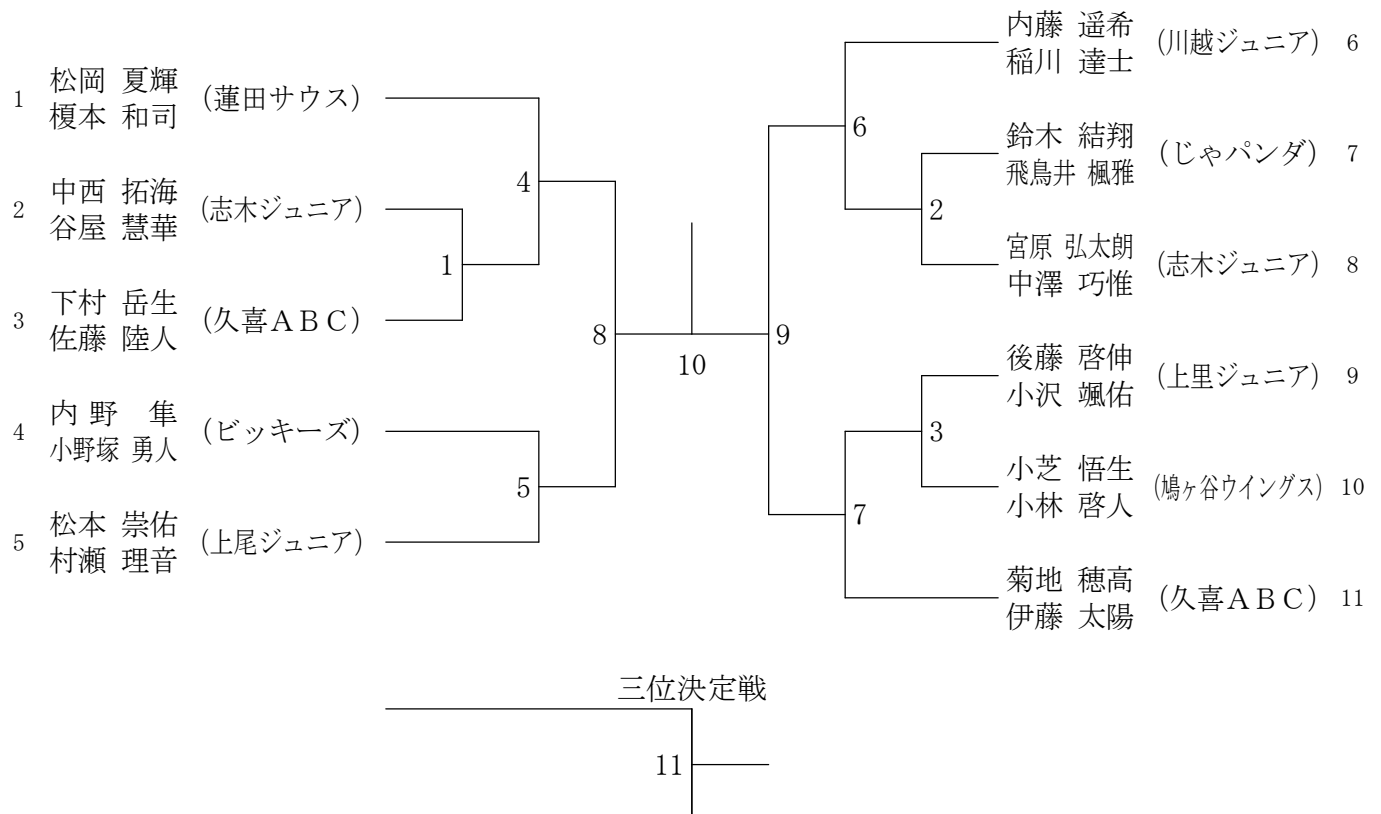 1 松岡 夏輝 (蓮田サウス)
榎本 和司
2 中西 拓海 (志木ジュニア)
谷屋 慧華
3 下村 岳生 (久喜ＡＢＣ)
佐藤 陸人
4 内野 隼 (ビッキーズ)
小野塚 勇人
5 松本 崇佑 (上尾ジュニア)
村瀬 理音
1
4
5
8
10
9
6
2
3
7
内藤 遥希 (川越ジュニア) 6
稲川 達士
鈴木 結翔 (じゃパンダ) 7
飛鳥井 楓雅
宮原 弘太朗 (志木ジュニア) 8
中澤 巧惟
後藤 啓伸 (上里ジュニア) 9
小沢 颯佑
小芝 悟生 (鳩ヶ谷ウイングス) 10
小林 啓人
菊地 穂高 (久喜ＡＢＣ) 11
伊藤 太陽
三位決定戦
11